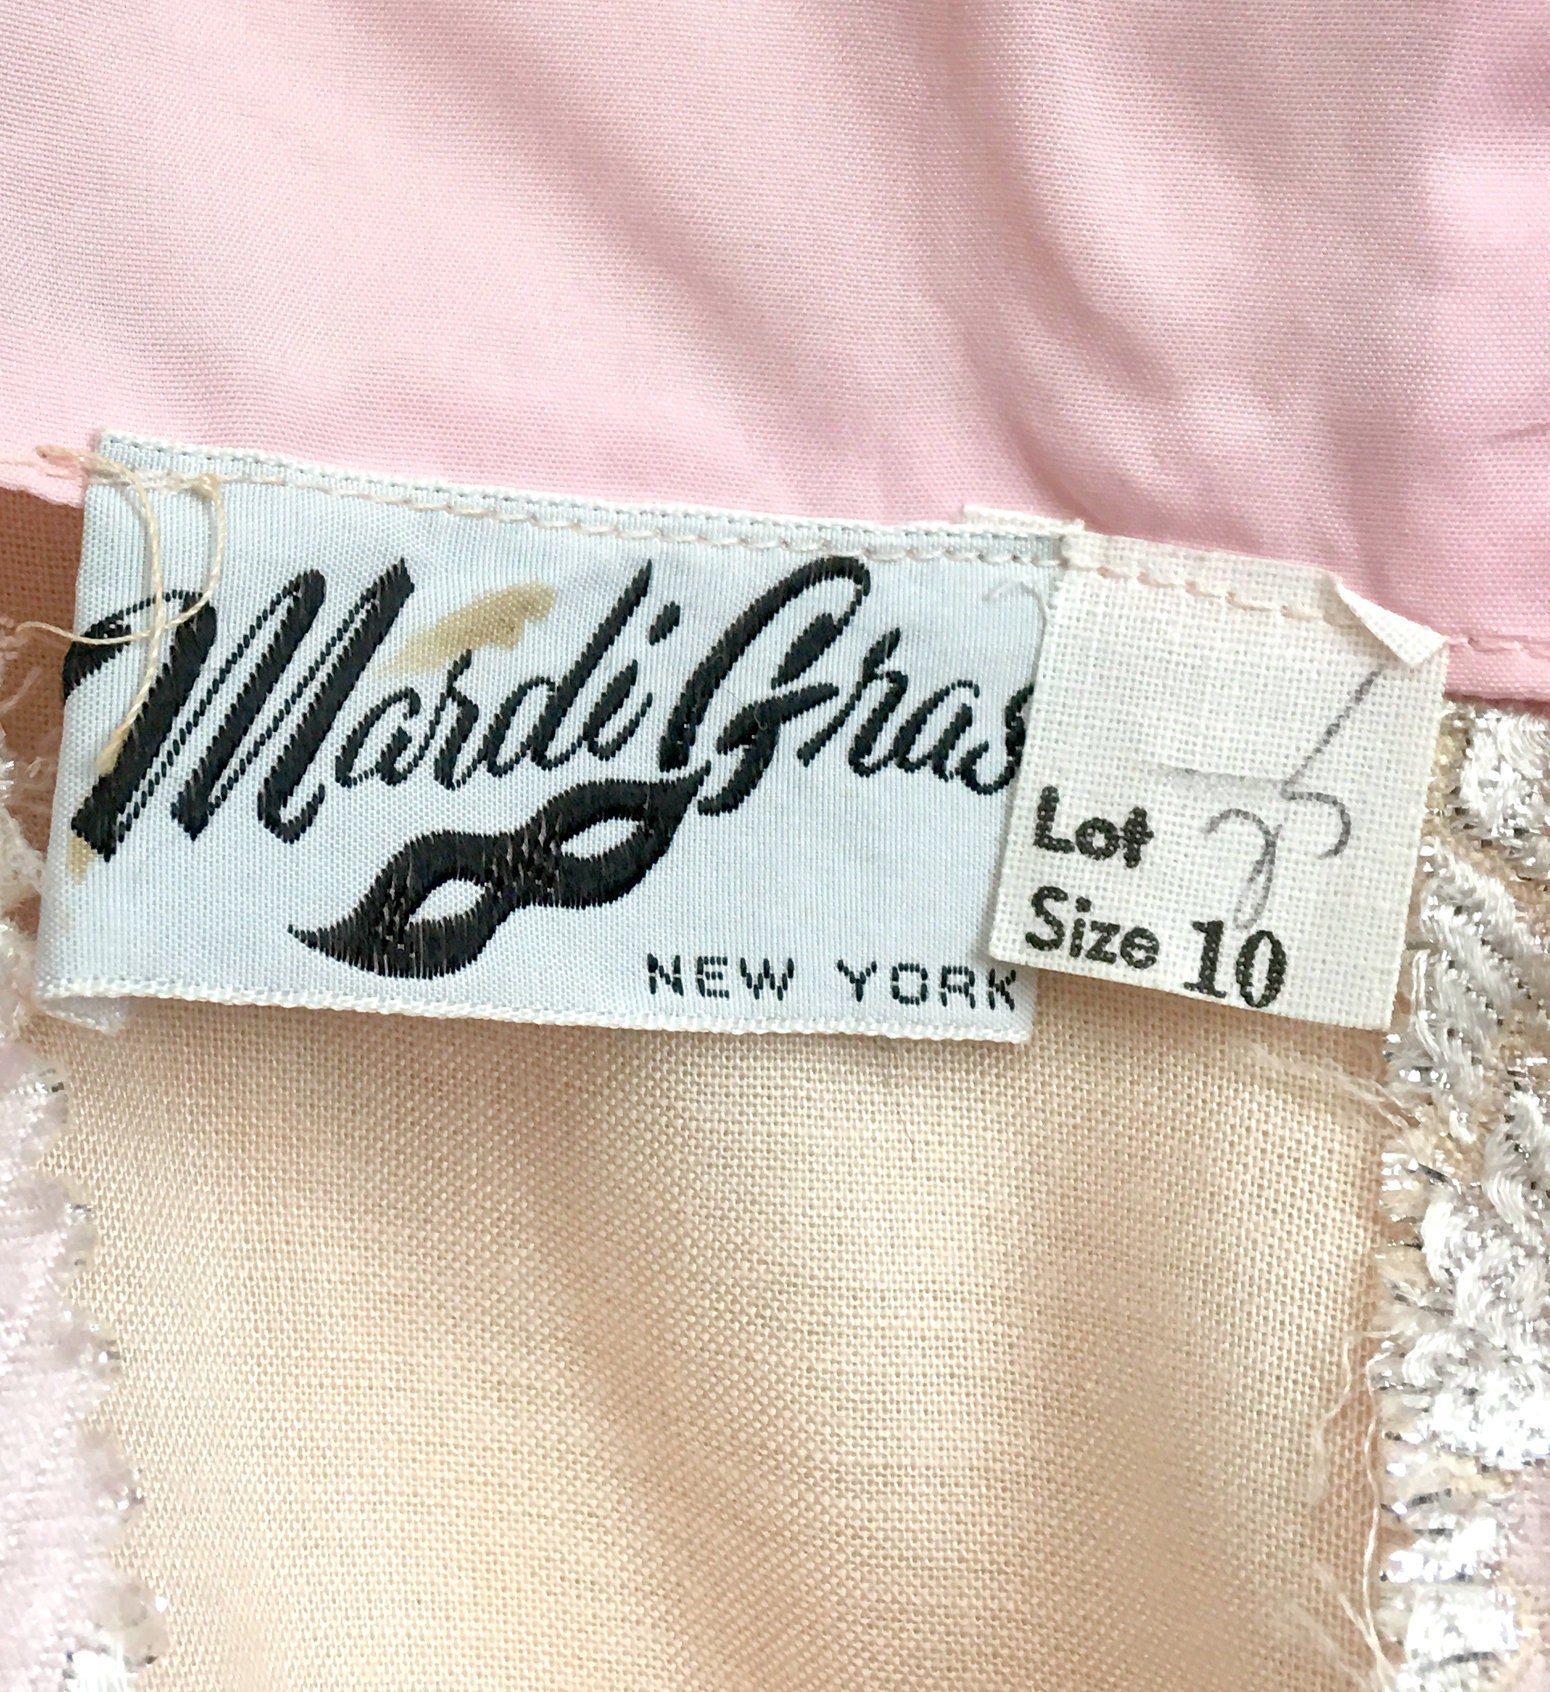 Mardi Gras
NEW YORK
Lot
Size 10